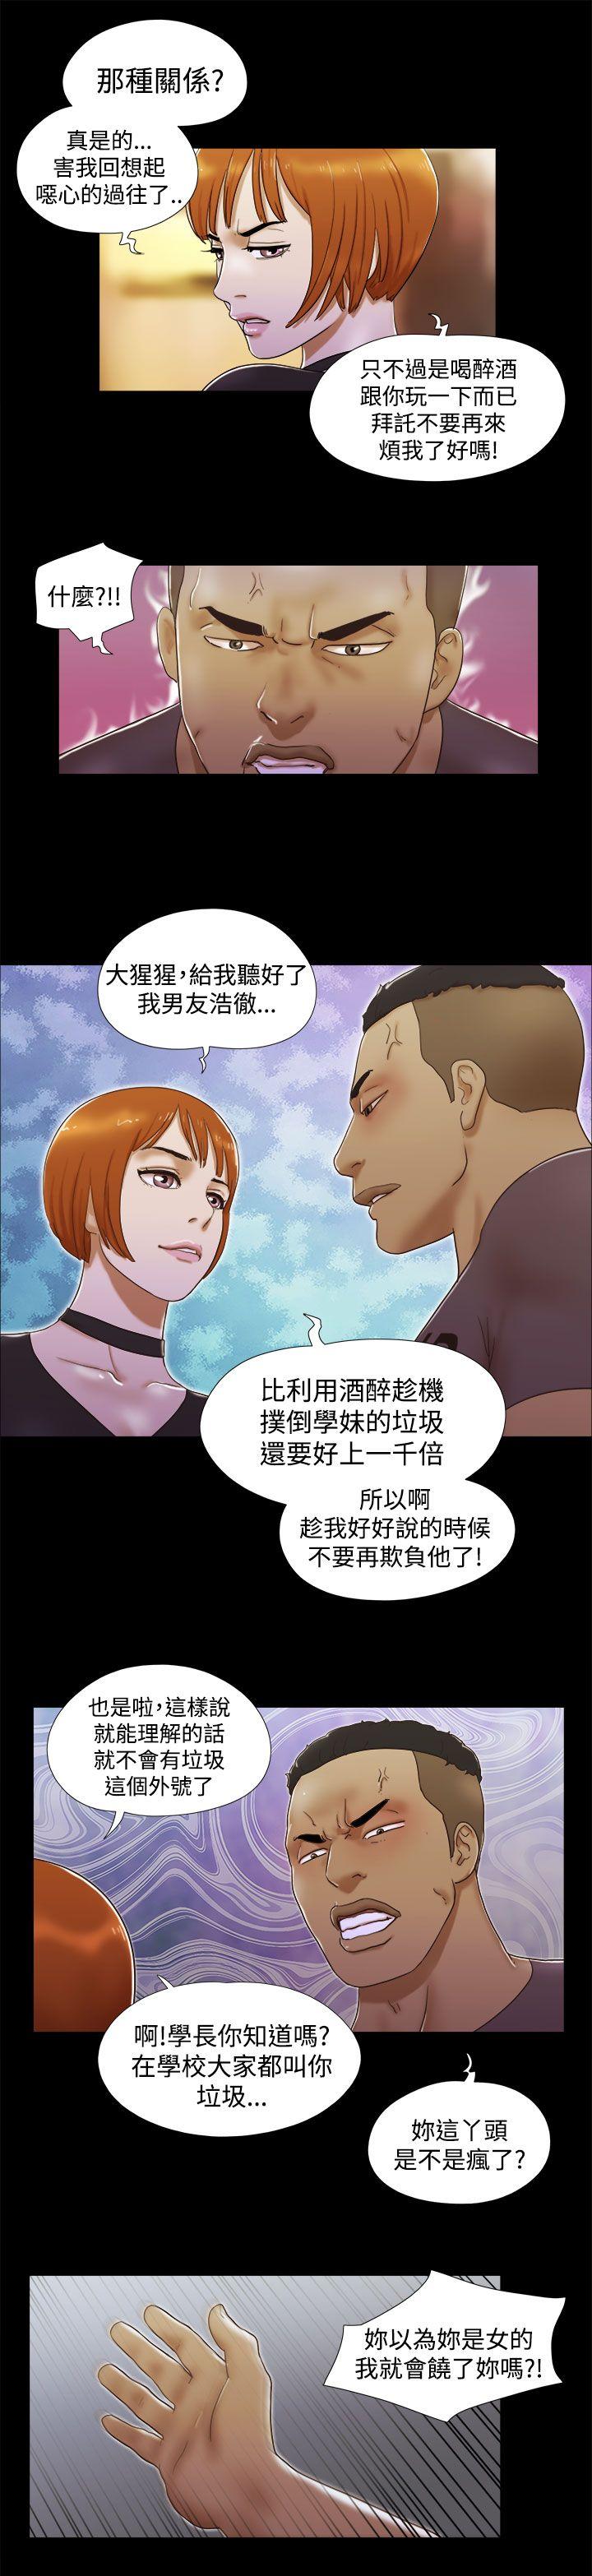 那種關係?
真是的...
害我回想起
噁心的過往了..
只不過是喝醉酒
跟你玩一下而已
拜託不要再來
煩我了好嗎!
什麼?!!
大猩猩,給我聽好了
我男友浩徹...
比利用酒醉趁機
撲倒學妹的垃圾
還要好上一千倍
所以啊
趁我好好說的時候
不要再欺負他了!
也是啦,這樣說
就能理解的話
就不會有垃圾
這個外號了
啊!學長你知道嗎?
在學校大家都叫你
垃圾...
妳這丫頭
是不是瘋了?
妳以為妳是女的
我就會饒了妳嗎?!